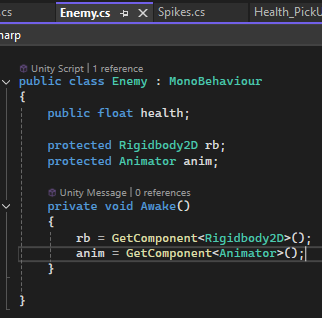 .cs Enemy.cs Spikes.cs Health_PickU
harp
Unity Script | 1 reference
public class Enemy : MonoBehaviour
{
public float health;
protected Rigidbody2D rb;
protected Animator anim;
Unity Message | 0 references
private void Awake()
{
rb = GetComponent<Rigidbody2D>();
anim = GetComponent<Animator>();
}
}